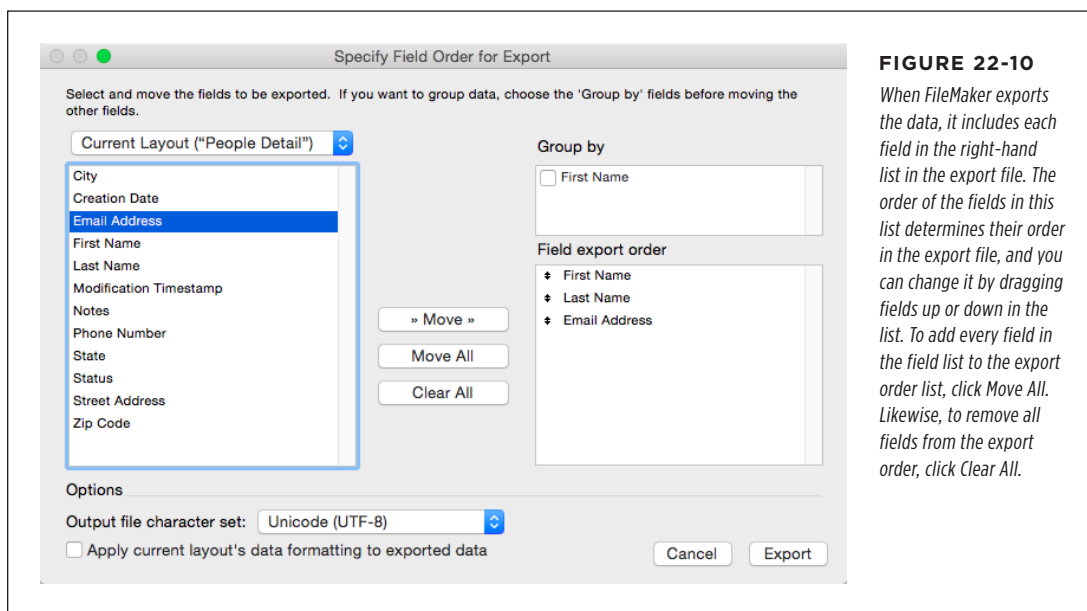 Specify Field Order for Export
Select and move the fields to be exported. If you want to group data, choose the 'Group by' fields before moving the
other fields.
Current Layout (“People Detail”)
City
Creation Date
Email Address
First Name
Last Name
Modification Timestamp
Notes
Phone Number
State
Status
Street Address
Zip Code
» Move »
Move All
Clear All
Group by
First Name
Field export order
First Name
Last Name
Email Address
Options
Output file character set: Unicode (UTF-8)
Apply current layout's data formatting to exported data
Cancel
Export
FIGURE 22-10
When FileMaker exports
the data, it includes each
field in the right-hand
list in the export file. The
order of the fields in this
list determines their order
in the export file, and you
can change it by dragging
fields up or down in the
list. To add every field in
the field list to the export
order list, click Move All.
Likewise, to remove all
fields from the export
order, click Clear All.